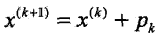 x^{(k+1)} = x^{(k)} + p_k